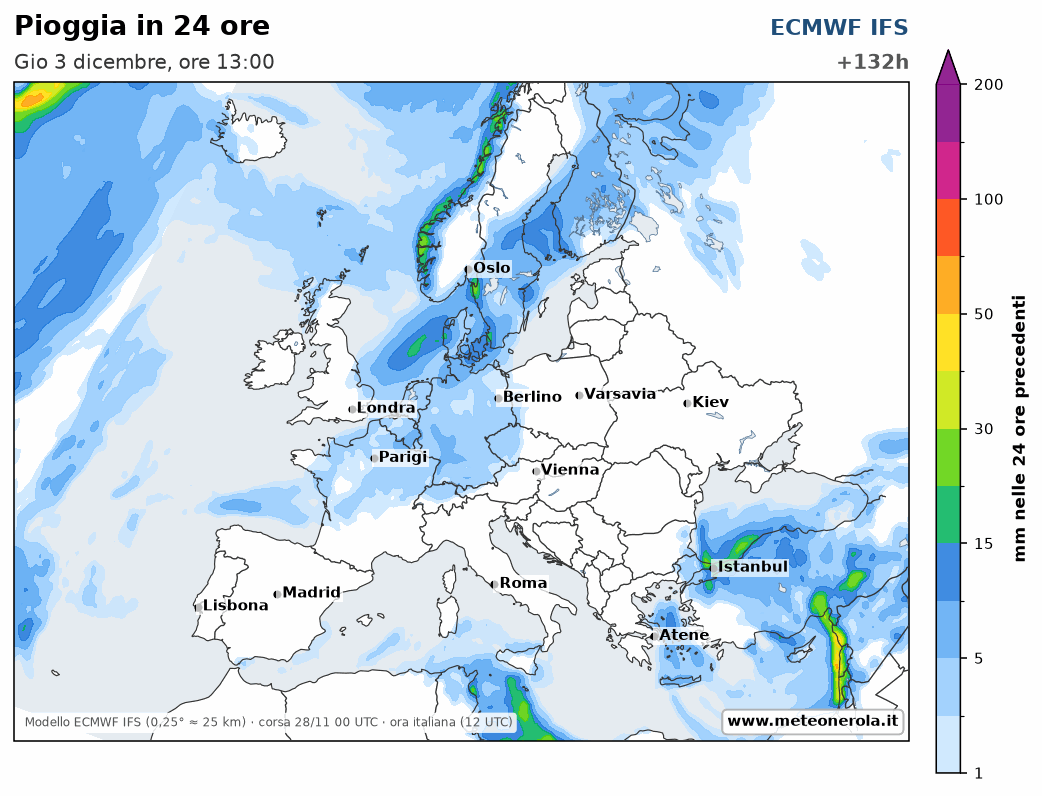 Pioggia in 24 ore
ECMWF IFS
Gio 3 dicembre, ore 13:00
+132h
200
100
50
30
15
5
1
mm nelle 24 ore precedenti
Oslo
Berlino
Varsavia
Kiev
Londra
Parigi
Vienna
Istanbul
Roma
Madrid
Lisbona
Atene
Modello ECMWF IFS (0,25° ≈ 25 km) · corsa 28/11 00 UTC · ora italiana (12 UTC)
www.meteonerola.it